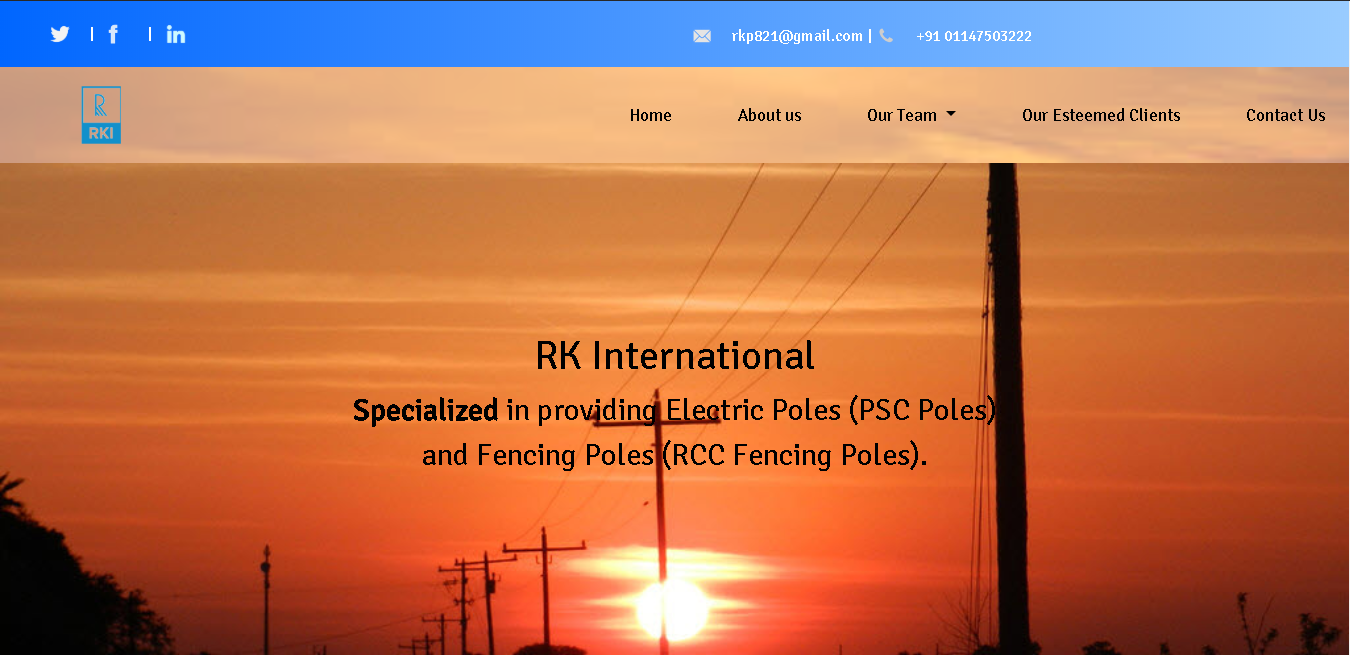 rkp821@gmail.com | +91 01147503222
R
RKI
Home About us Our Team Our Esteemed Clients Contact Us
RK International
Specialized in providing Electric Poles (PSC Poles)
and Fencing Poles (RCC Fencing Poles).